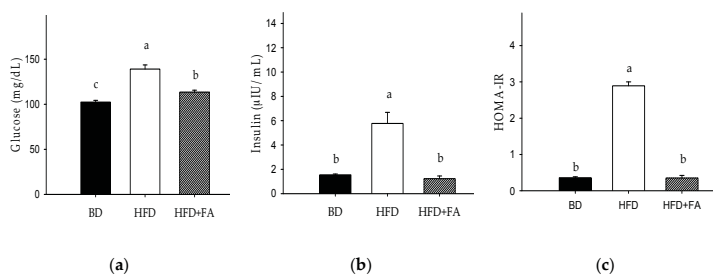 150
100
50
0
Glucose (mg/dL)
c
a
b
BD
HFD
HFD+FA
(a)
14
12
10
8
6
4
2
0
Insulin (µIU/ mL)
b
a
b
BD
HFD
HFD+FA
(b)
4
3
2
1
0
HOMA-IR
b
a
b
BD
HFD
HFD+FA
(c)